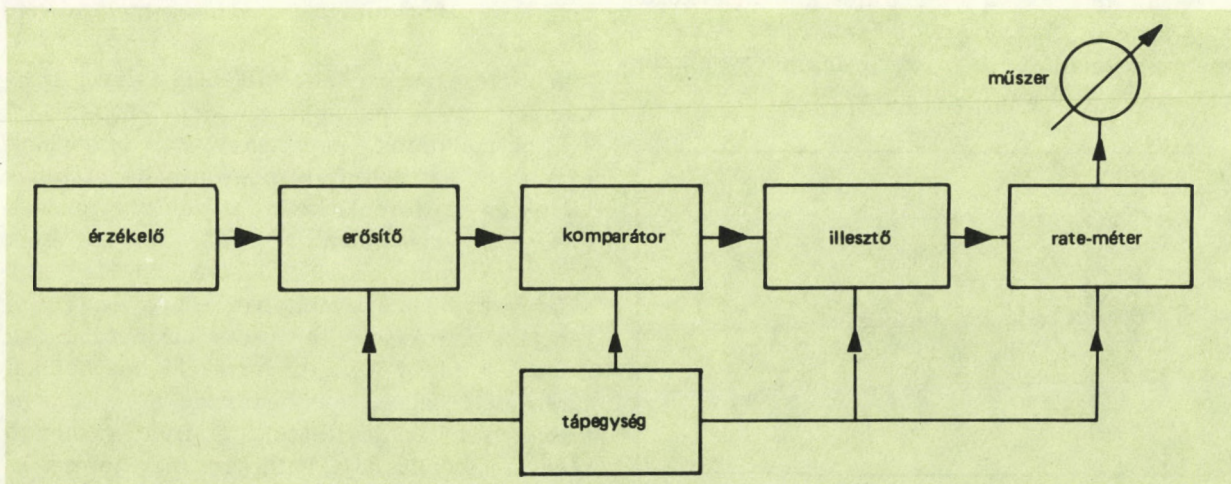 műszer
érzékelő
erősítő
komparátor
illesztő
rate-méter
tápegység